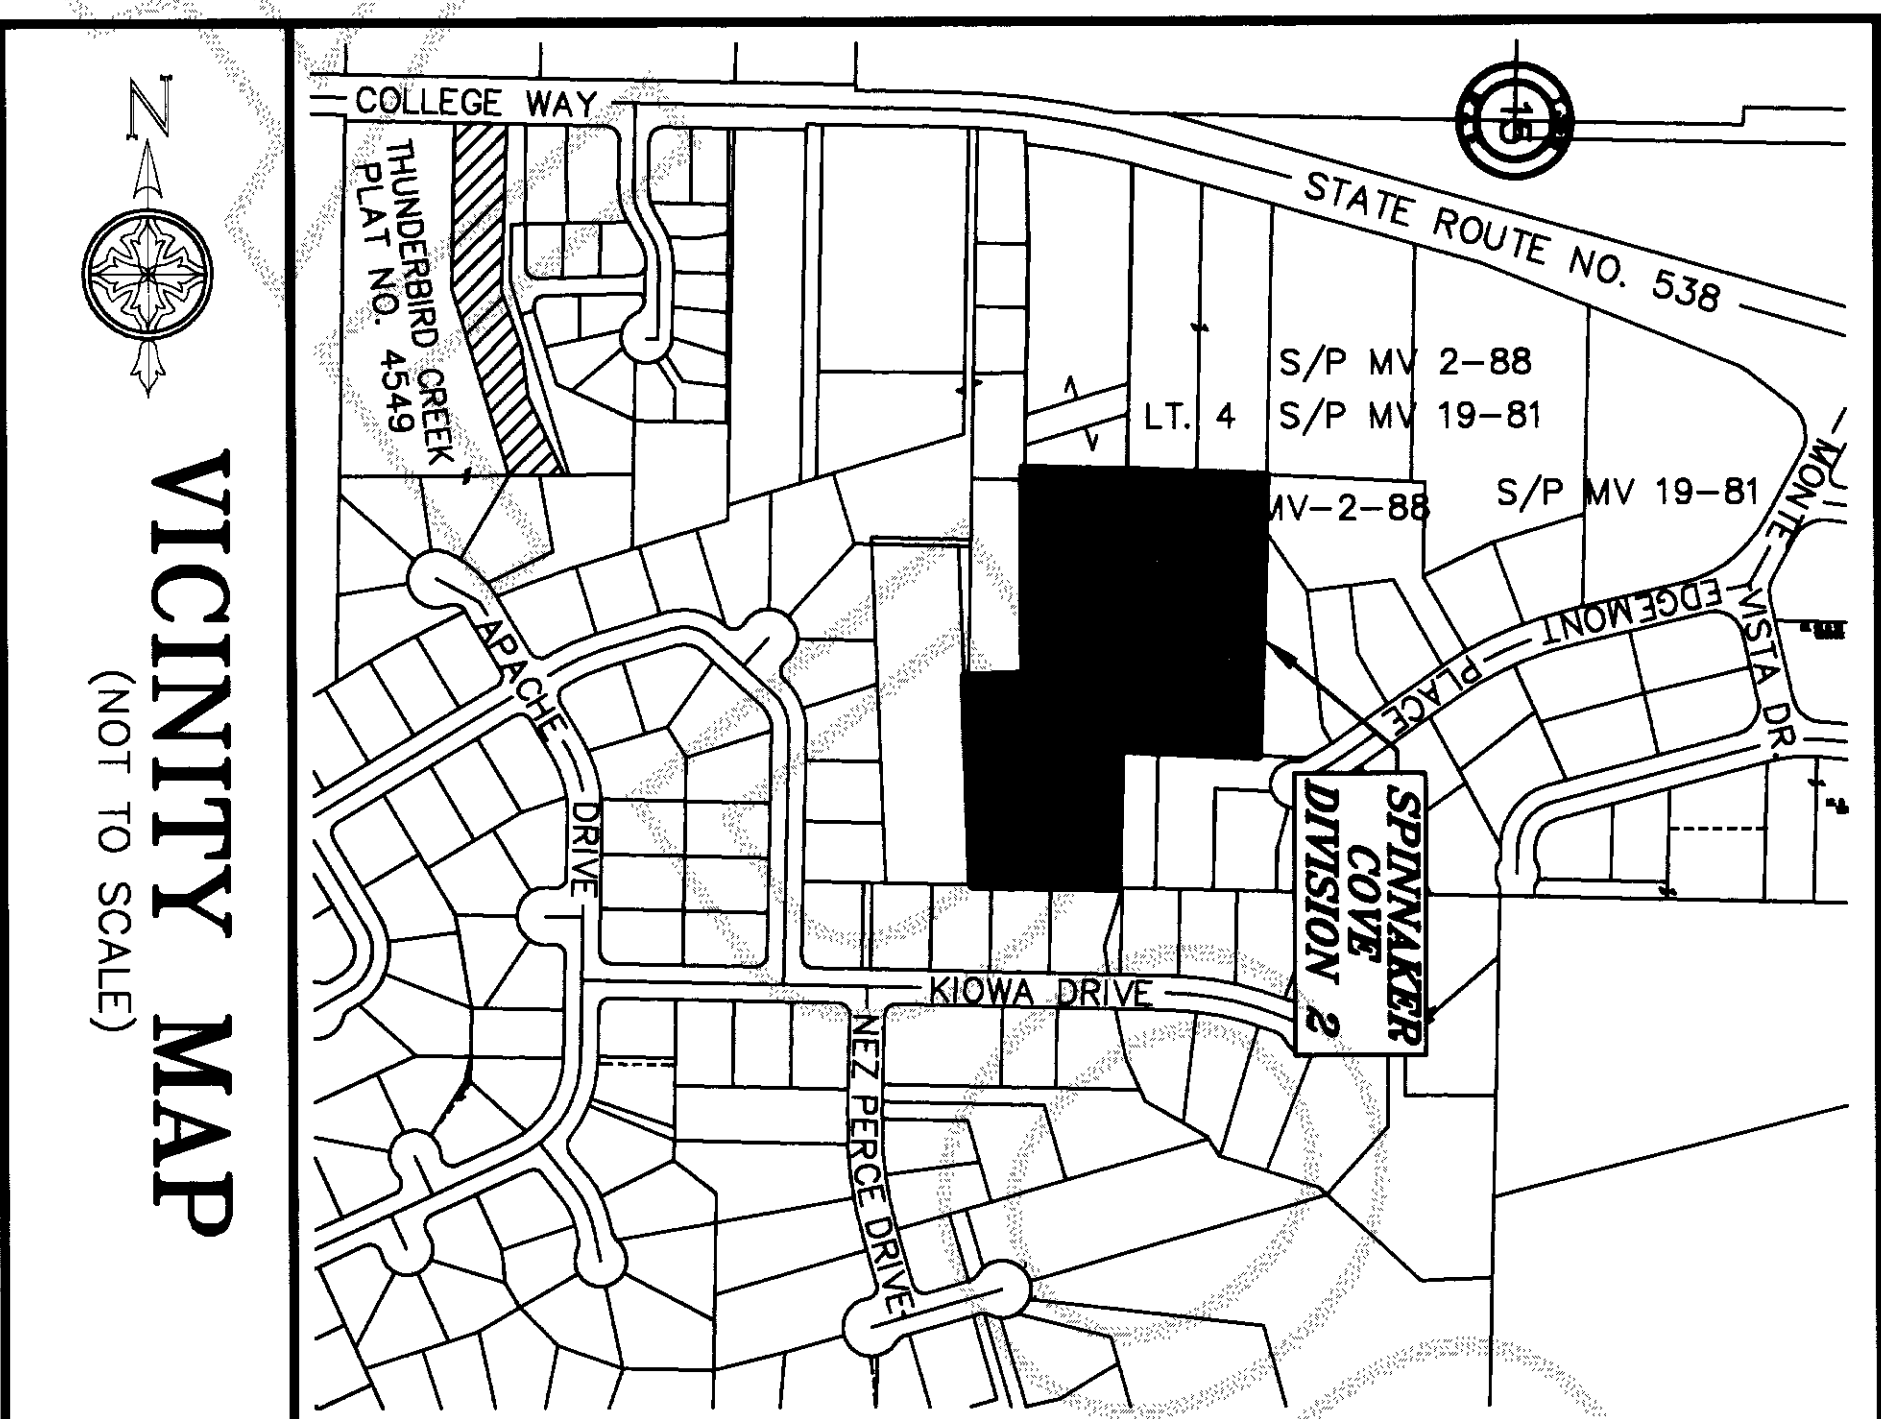 COLLEGE WAY
STATE ROUTE NO. 538
15
THUNDERBIRD CREEK
PLAT NO. 4549
S/P MV 2-88
LT. 4 S/P MV 19-81
MV-2-88
S/P MV 19-81
MONTE VISTA DR.
EDGEMONT PLACE
APACHE DRIVE
SPINNAKER
COVE
DIVISION 2
KIOWA DRIVE
NEZ PERCE DRIVE
N
VICINITY MAP
(NOT TO SCALE)